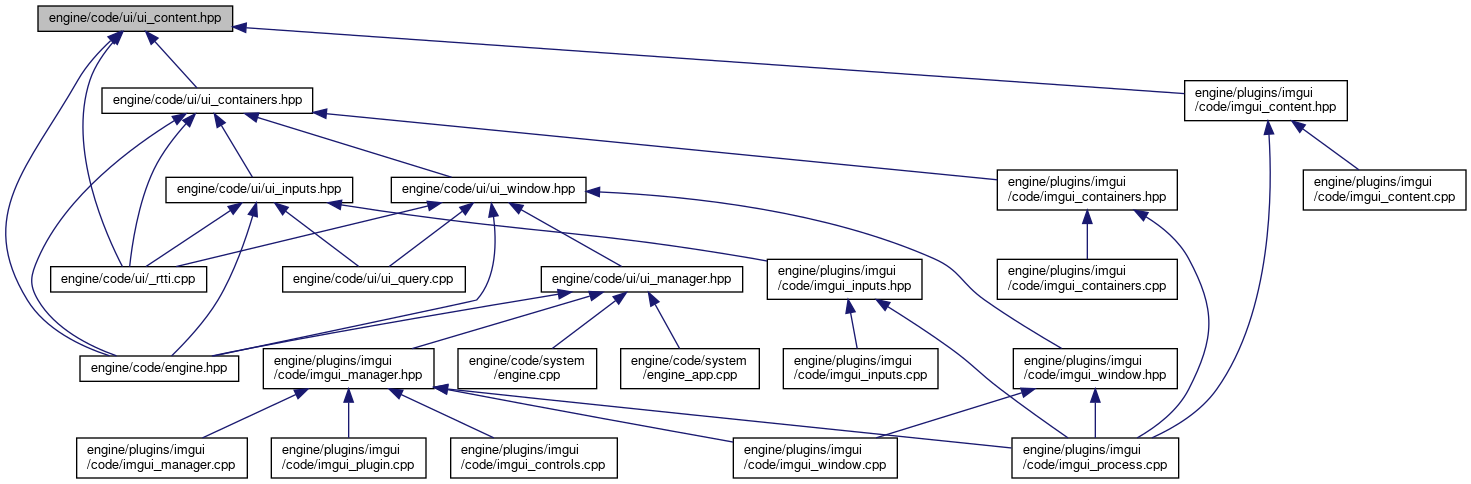 engine/code/ui/ui_content.hpp
engine/plugins/imgui
/code/imgui_content.hpp
engine/code/ui/ui_containers.hpp
engine/code/ui/ui_inputs.hpp
engine/code/ui/ui_window.hpp
engine/plugins/imgui
/code/imgui_containers.hpp
engine/plugins/imgui
/code/imgui_content.cpp
engine/code/ui/_rtti.cpp
engine/code/ui/ui_query.cpp
engine/code/ui/ui_manager.hpp
engine/plugins/imgui
/code/imgui_inputs.hpp
engine/plugins/imgui
/code/imgui_containers.cpp
engine/code/engine.hpp
engine/plugins/imgui
/code/imgui_manager.hpp
engine/code/system
/engine.cpp
engine/code/system
/engine_app.cpp
engine/plugins/imgui
/code/imgui_inputs.cpp
engine/plugins/imgui
/code/imgui_window.hpp
engine/plugins/imgui
/code/imgui_manager.cpp
engine/plugins/imgui
/code/imgui_plugin.cpp
engine/plugins/imgui
/code/imgui_controls.cpp
engine/plugins/imgui
/code/imgui_window.cpp
engine/plugins/imgui
/code/imgui_process.cpp